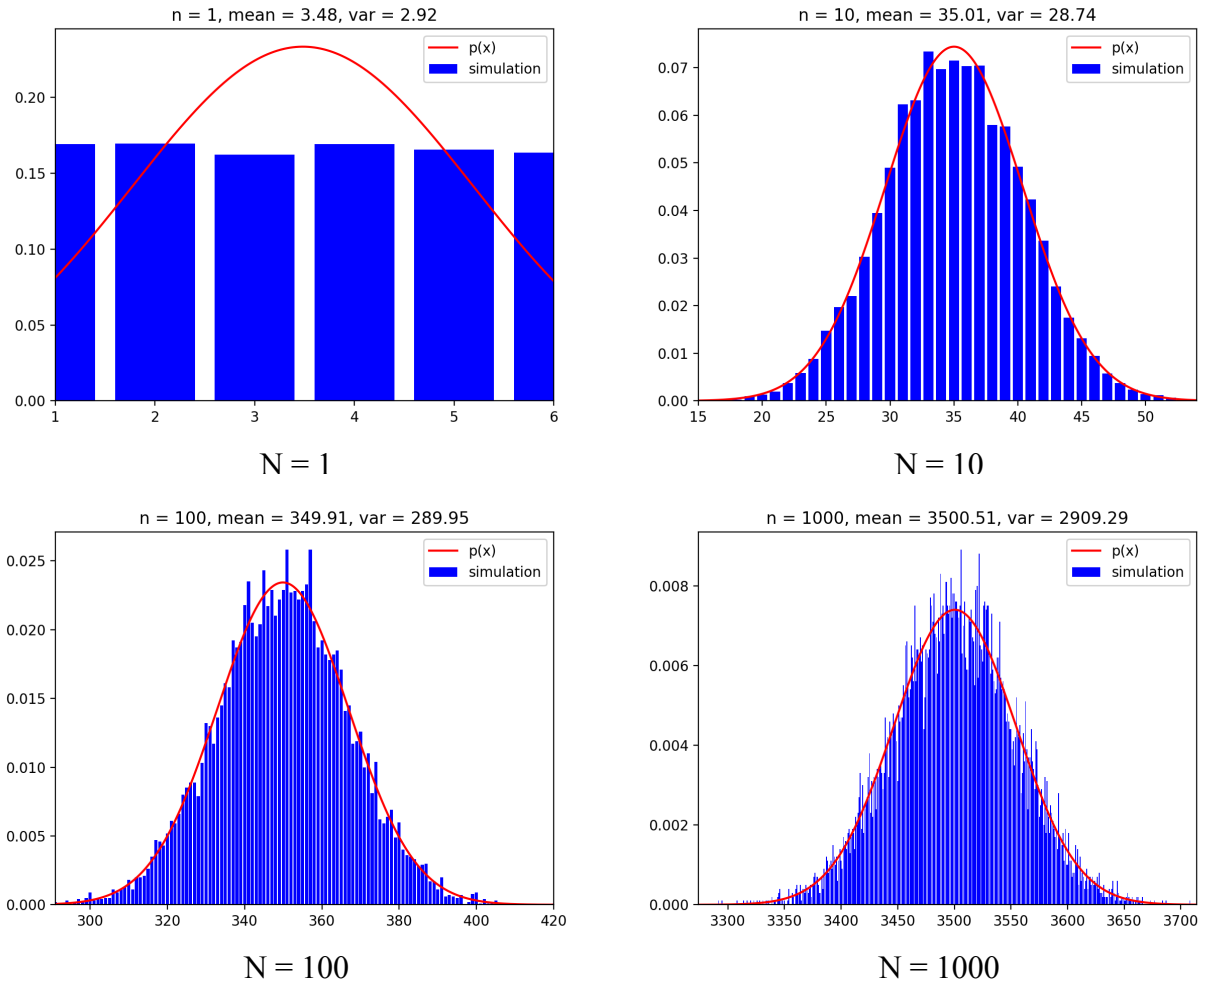 n = 1, mean = 3.48, var = 2.92
p(x)
simulation
0.20
0.15
0.10
0.05
0.00
1 2 3 4 5 6
N = 1
n = 10, mean = 35.01, var = 28.74
p(x)
simulation
0.07
0.06
0.05
0.04
0.03
0.02
0.01
0.00
15 20 25 30 35 40 45 50
N = 10
n = 100, mean = 349.91, var = 289.95
p(x)
simulation
0.025
0.020
0.015
0.010
0.005
0.000
300 320 340 360 380 400 420
N = 100
n = 1000, mean = 3500.51, var = 2909.29
p(x)
simulation
0.008
0.006
0.004
0.002
0.000
3300 3350 3400 3450 3500 3550 3600 3650 3700
N = 1000